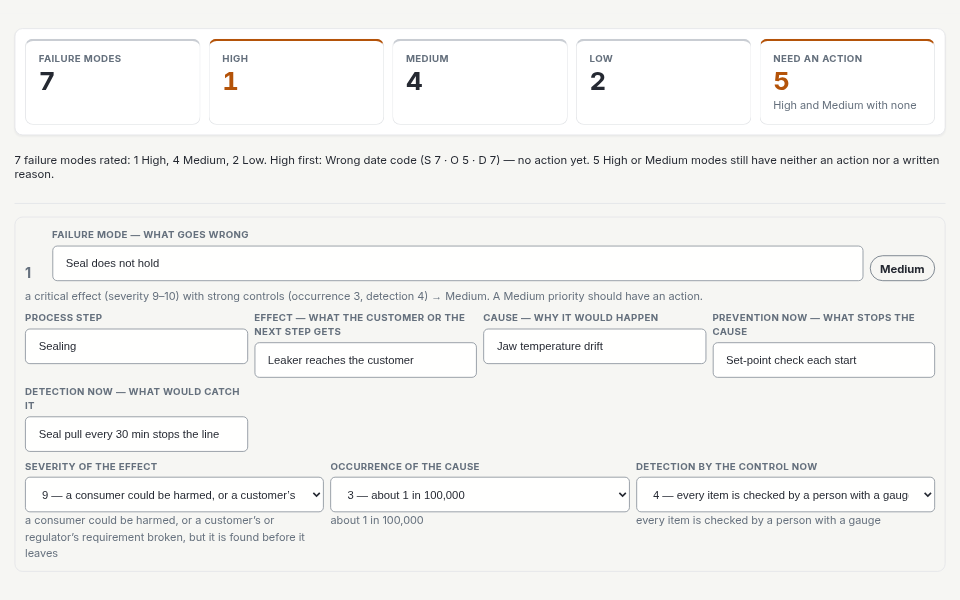 FAILURE MODES
7
HIGH
1
MEDIUM
4
LOW
2
NEED AN ACTION
5
High and Medium with none
7 failure modes rated: 1 High, 4 Medium, 2 Low. High first: Wrong date code (S 7 · O 5 · D 7) — no action yet. 5 High or Medium modes still have neither an action nor a written
reason.
FAILURE MODE — WHAT GOES WRONG
1
Seal does not hold
Medium
a critical effect (severity 9–10) with strong controls (occurrence 3, detection 4) → Medium. A Medium priority should have an action.
PROCESS STEP
Sealing
EFFECT — WHAT THE CUSTOMER OR THE
NEXT STEP GETS
Leaker reaches the customer
CAUSE — WHY IT WOULD HAPPEN
Jaw temperature drift
PREVENTION NOW — WHAT STOPS THE
CAUSE
Set-point check each start
DETECTION NOW — WHAT WOULD CATCH
IT
Seal pull every 30 min stops the line
SEVERITY OF THE EFFECT
9 — a consumer could be harmed, or a customer’s
a consumer could be harmed, or a customer’s or
regulator’s requirement broken, but it is found before it
leaves
OCCURRENCE OF THE CAUSE
3 — about 1 in 100,000
about 1 in 100,000
DETECTION BY THE CONTROL NOW
4 — every item is checked by a person with a gaug
every item is checked by a person with a gauge